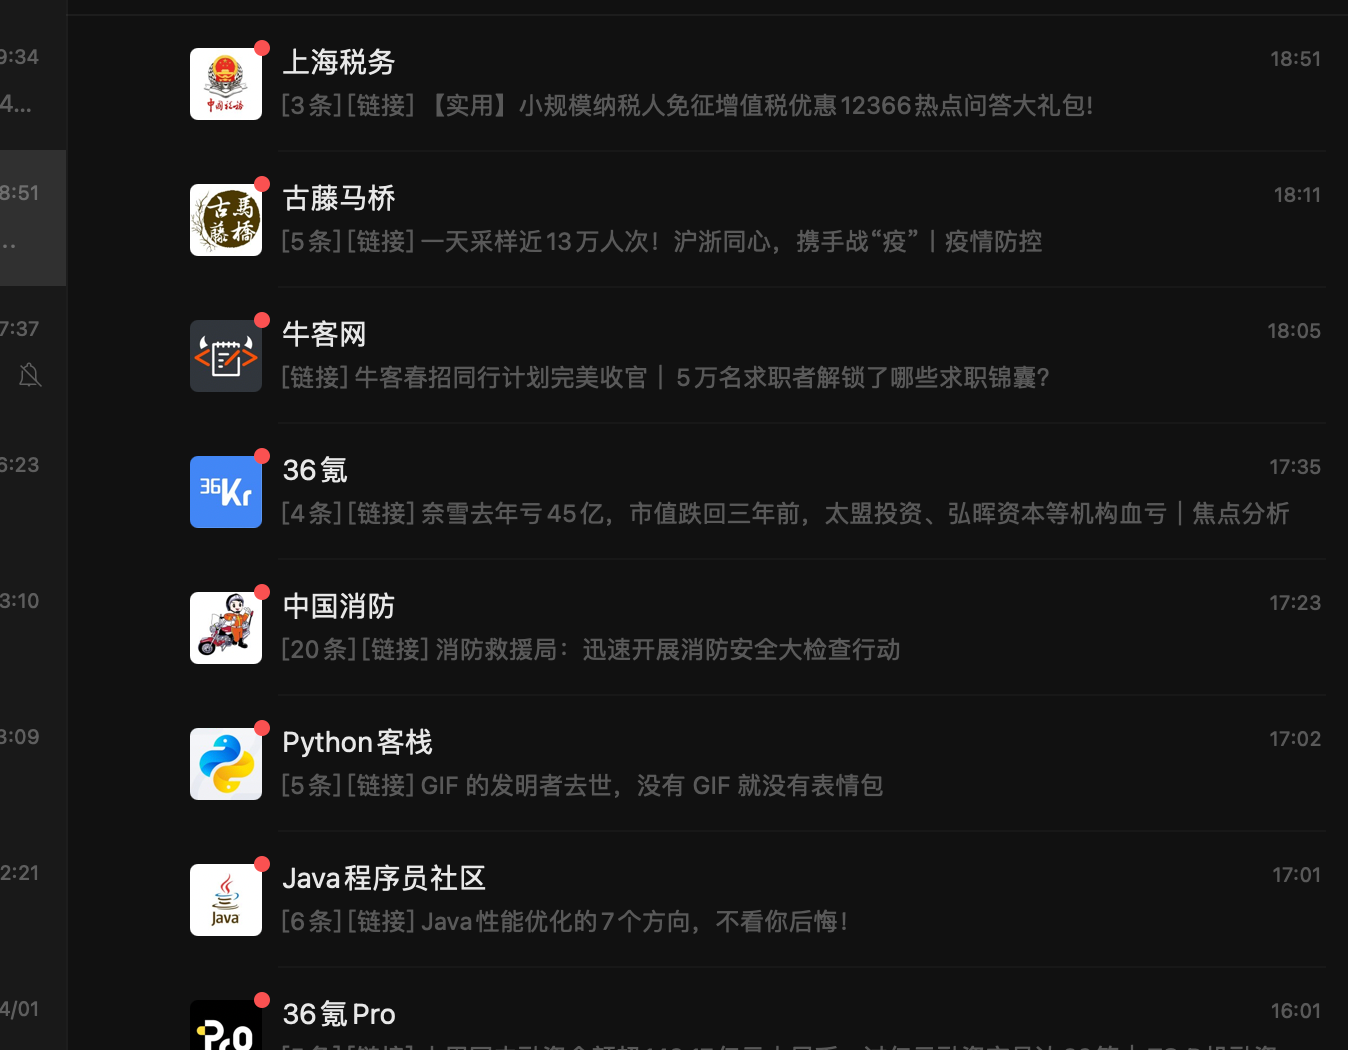 9:34
4...
8:51
..
7:37
6:23
3:10
3:09
2:21
4/01
上海税务
18:51
[3条][链接]【实用】小规模纳税人免征增值税优惠12366热点问答大礼包!
中国税务
古藤马桥
18:11
[5条][链接] 一天采样近13万人次！沪浙同心，携手战“疫”丨疫情防控
古藤
馬橋
牛客网
18:05
[链接] 牛客春招同行计划完美收官｜5万名求职者解锁了哪些求职锦囊?
36氪
17:35
[4条][链接] 奈雪去年亏45亿，市值跌回三年前，太盟投资、弘晖资本等机构血亏｜焦点分析
36Kr
中国消防
17:23
[20条][链接] 消防救援局：迅速开展消防安全大检查行动
Python客栈
17:02
[5条][链接] GIF 的发明者去世，没有 GIF 就没有表情包
Java程序员社区
17:01
[6条][链接] Java性能优化的7个方向，不看你后悔！
Java
36氪Pro
16:01
Pro